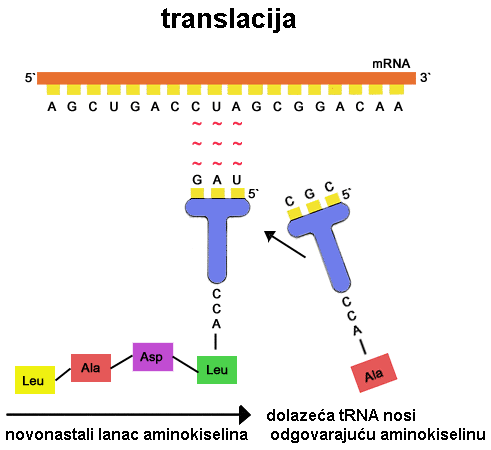 translacija
mRNA
5` 3`
A G C U G A C C U A G C G G A C A A
~ ~ ~
~ ~ ~
~ ~ ~
G A U 5`
C G C 5`
C
C
A
C
C
A
Leu Ala Asp Leu
Ala
novonastali lanac aminokiselina
dolazeća tRNA nosi
odgovarajuću aminokiselinu